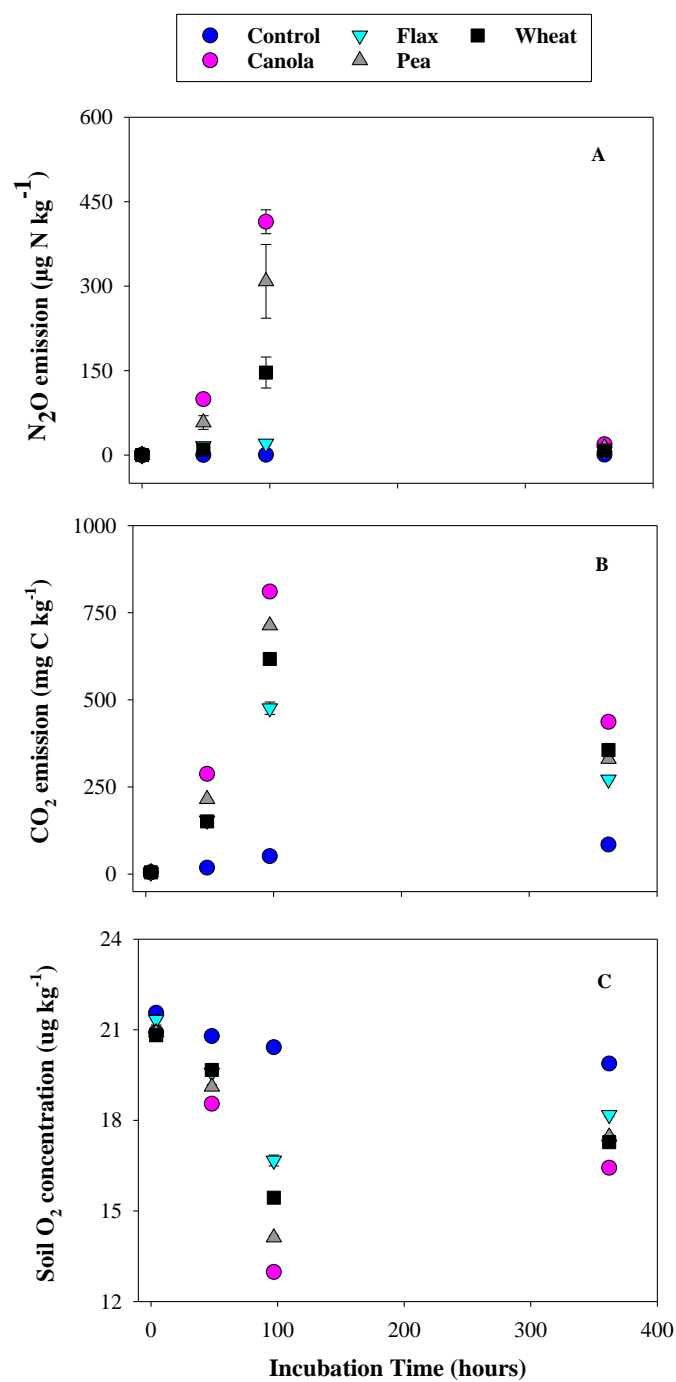 Control Flax Wheat
Canola Pea
A
600
450
300
150
0
N₂O emission (µg N kg⁻¹)
B
1000
750
500
250
0
CO₂ emission (mg C kg⁻¹)
C
24
21
18
15
12
Soil O₂ concentration (ug kg⁻¹)
0 100 200 300 400
Incubation Time (hours)